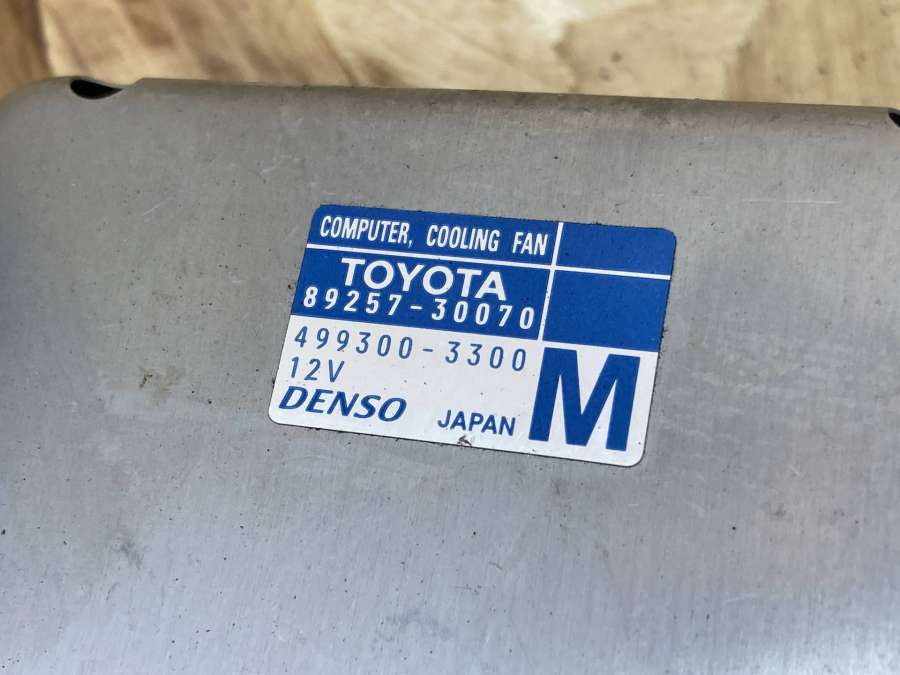 COMPUTER, COOLING FAN
TOYOTA
89257-30070
499300-3300
12V
DENSO JAPAN M